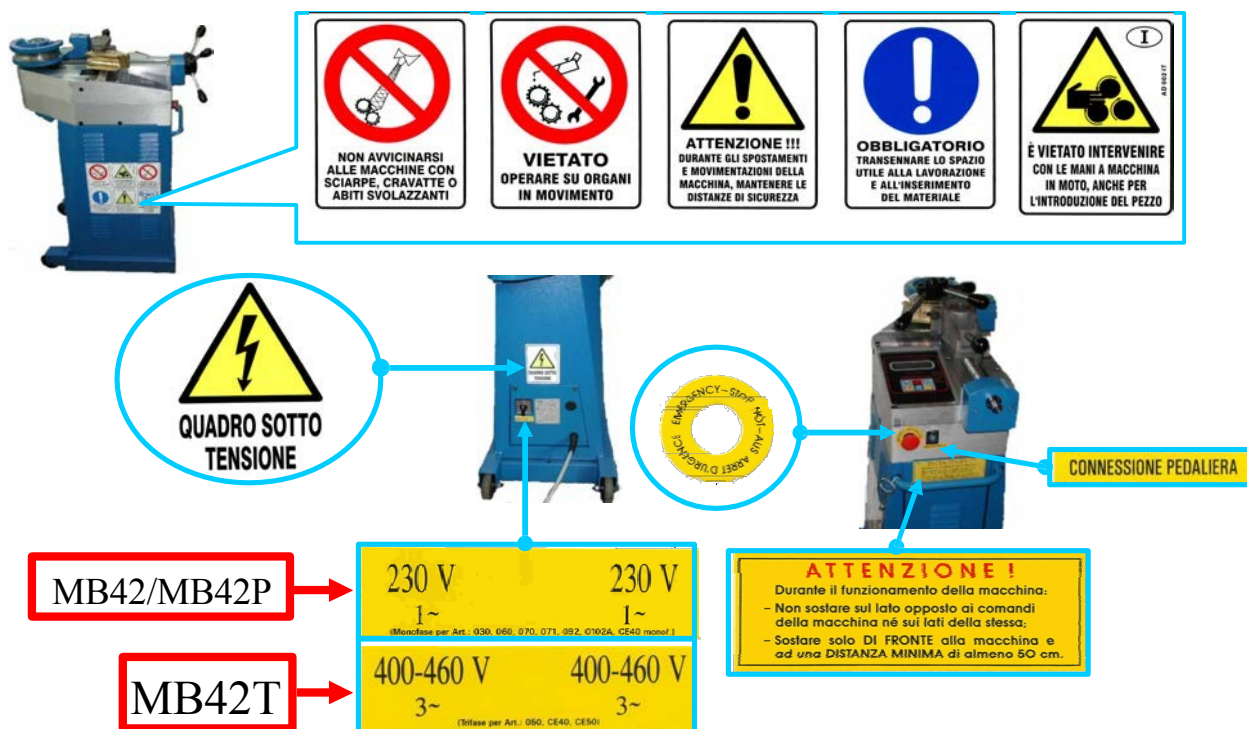 NON AVVICINARSI
ALLE MACCHINE CON
SCIARPE, CRAVATTE O
ABITI SVOLAZZANTI
VIETATO
OPERARE SU ORGANI
IN MOVIMENTO
ATTENZIONE !!!
DURANTE GLI SPOSTAMENTI
E MOVIMENTAZIONI DELLA
MACCHINA, MANTENERE LE
DISTANZE DI SICUREZZA
OBBLIGATORIO
TRANSENNARE LO SPAZIO
UTILE ALLA LAVORAZIONE
E ALL'INSERIMENTO
DEL MATERIALE
I
È VIETATO INTERVENIRE
CON LE MANI A MACCHINA
IN MOTO, ANCHE PER
L'INTRODUZIONE DEL PEZZO
QUADRO SOTTO
TENSIONE
QUADRO SOTTO
TENSIONE
EMERGENCY-STOP NOT-AUS ARRET D'URGENCE
CONNESSIONE PEDALIERA
MB42/MB42P
230 V 230 V
1~ 1~
(Monofase per Art.: 030, 060, 070, 071, 092, 0102A, CE40 monof.)
MB42T
400-460 V 400-460 V
3~ 3~
(Trifase per Art.: 050, CE40, CE50)
ATTENZIONE !
Durante il funzionamento della macchina:
– Non sostare sul lato opposto ai comandi
della macchina né sui lati della stessa;
– Sostare solo DI FRONTE alla macchina e
ad una DISTANZA MINIMA di almeno 50 cm.